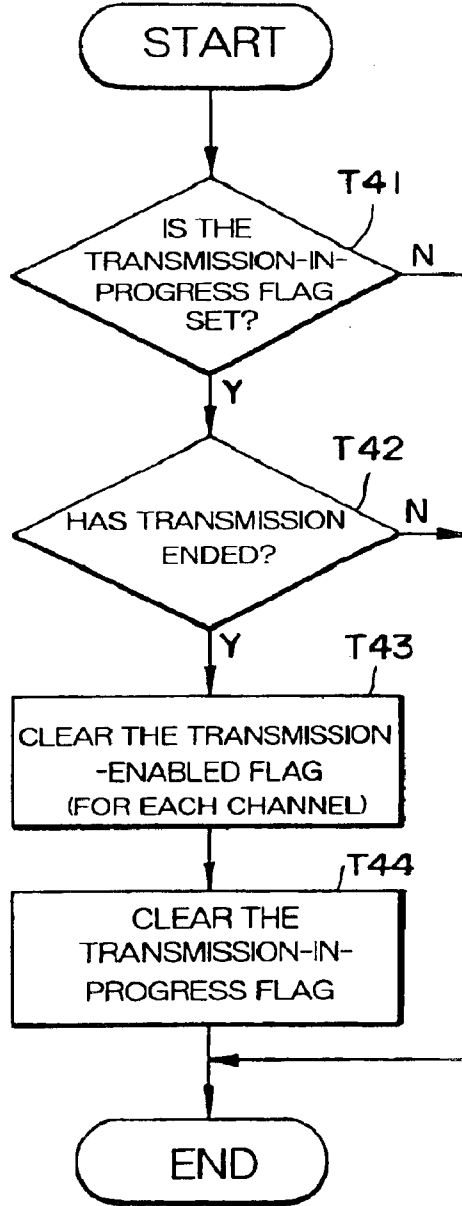 START
T41
IS THE
TRANSMISSION-IN-
PROGRESS FLAG
SET?
N
Y
T42
HAS TRANSMISSION
ENDED?
N
Y
T43
CLEAR THE TRANSMISSION
-ENABLED FLAG
(FOR EACH CHANNEL)
T44
CLEAR THE
TRANSMISSION-IN-
PROGRESS FLAG
END